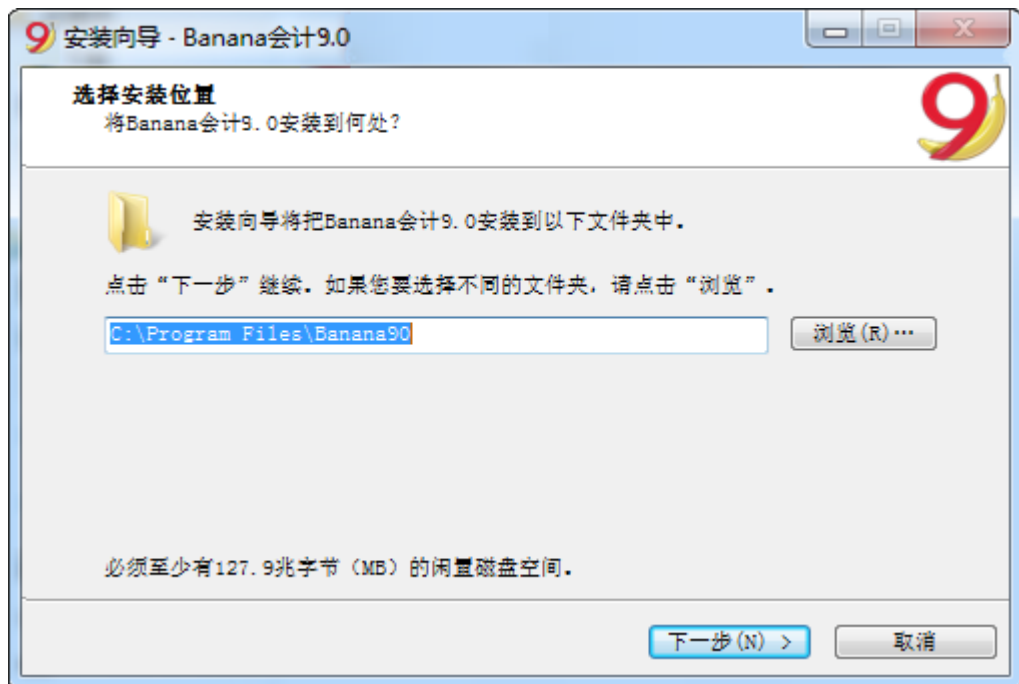 9 安装向导 - Banana会计9.0
选择安装位置
将Banana会计9.0安装到何处？
9
安装向导将把Banana会计9.0安装到以下文件夹中。
点击“下一步”继续。如果您要选择不同的文件夹，请点击“浏览”。
C:\Program Files\Banana90
浏览(R)…
必须至少有127.9兆字节（MB）的闲置磁盘空间。
下一步(N) >
取消